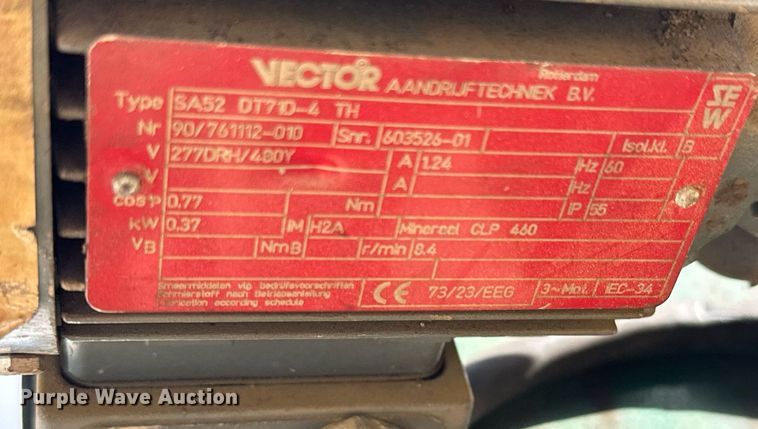 VECTOR AANDRIJFTECHNIEK B.V. Rotterdam
SEW
Type SA52 DT71D-4 TH
Nr 90/761112-010 Snr. 603526-01 Isol.kl. B
V 277DRH/480Y A 1.24 Hz 60
V A Hz
cosφ 0.77 Nm IP 55
kW 0.37 IM H2A Mineraal CLP 460
VB NmB r/min 8.4
Smeermiddelen vlg bedrijfsvoorschriften
Schmierstoff nach Betriebsanleitung
Lubrication according schedule
CE 73/23/EEG 3~Mot. IEC-34
Purple Wave Auction